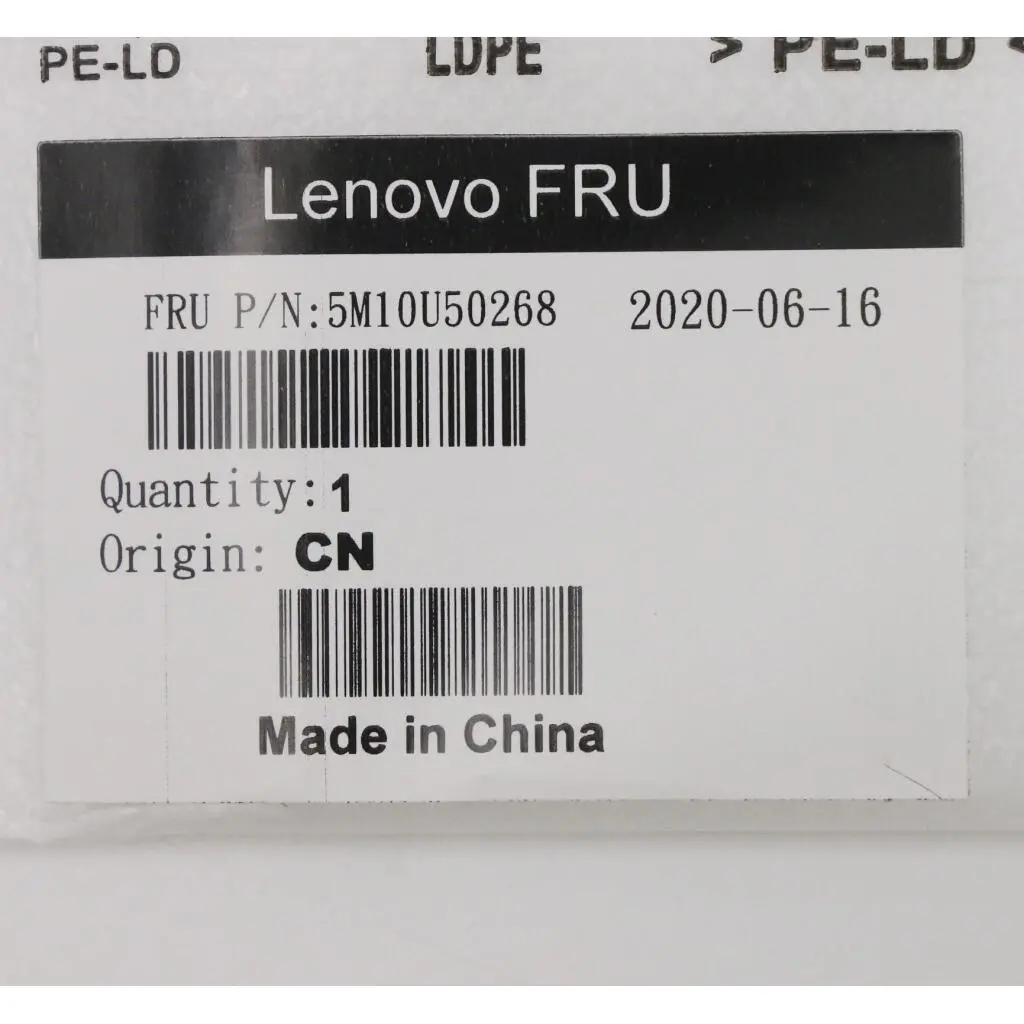 PE-LD LDPE > PE-LD <
Lenovo FRU
FRU P/N:5M10U50268 2020-06-16
Quantity:1
Origin: CN
Made in China